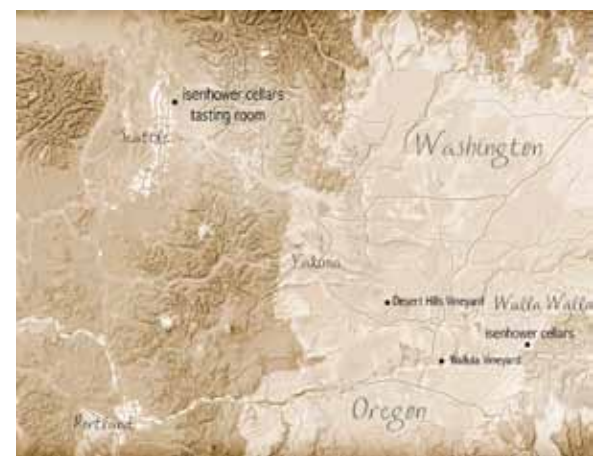 isenhower cellars
tasting room
Seattle
Washington
Yakima
Desert Hills Vineyard
Walla Walla
isenhower cellars
Wallula Vineyard
Oregon
Portland